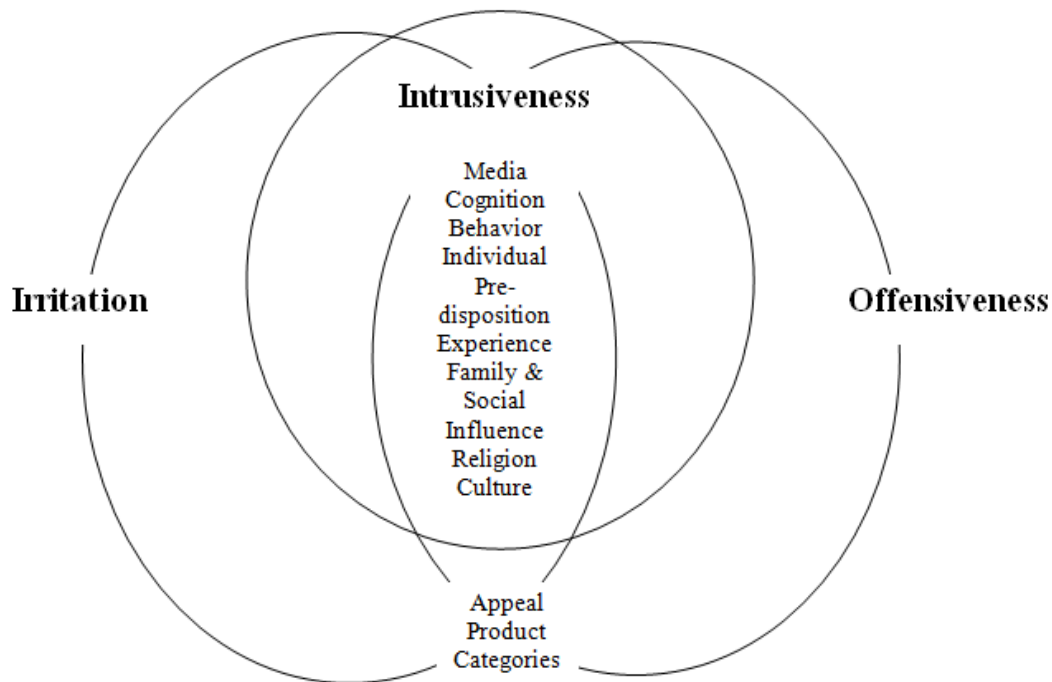 Intrusiveness
Media
Cognition
Behavior
Individual
Pre-
disposition
Experience
Family &
Social
Influence
Religion
Culture
Irritation
Offensiveness
Appeal
Product
Categories